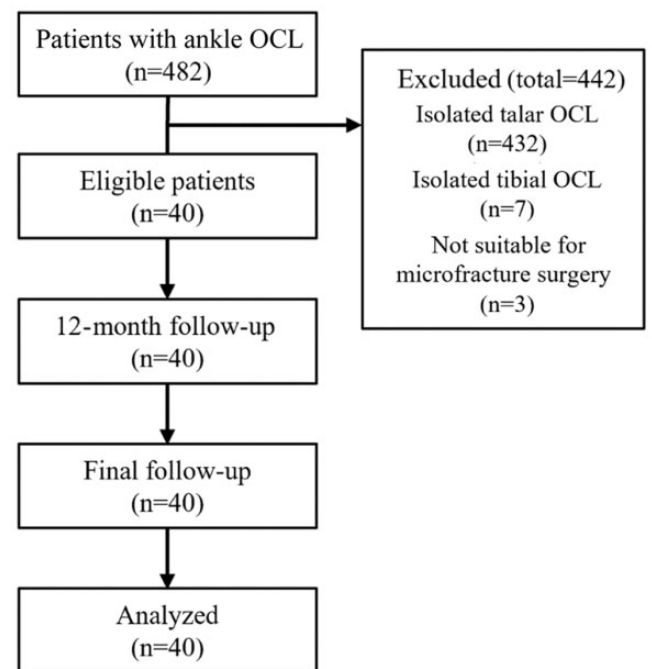 Patients with ankle OCL
(n=482)
Excluded (total=442)
Isolated talar OCL
(n=432)
Isolated tibial OCL
(n=7)
Not suitable for
microfracture surgery
(n=3)
Eligible patients
(n=40)
12-month follow-up
(n=40)
Final follow-up
(n=40)
Analyzed
(n=40)